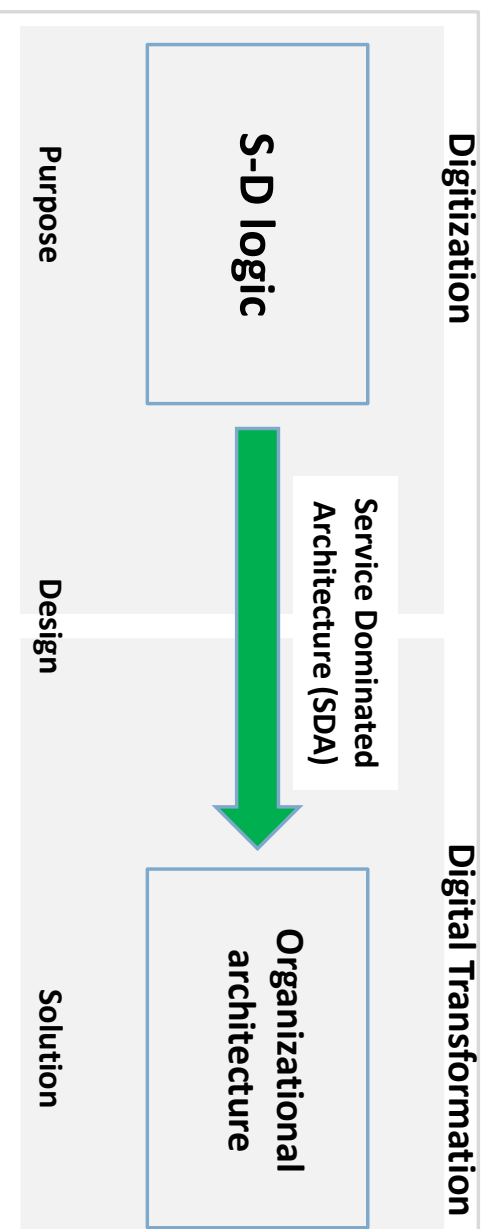 Digitization
Digital Transformation
S-D logic
Service Dominated
Architecture (SDA)
Organizational
architecture
Purpose
Design
Solution